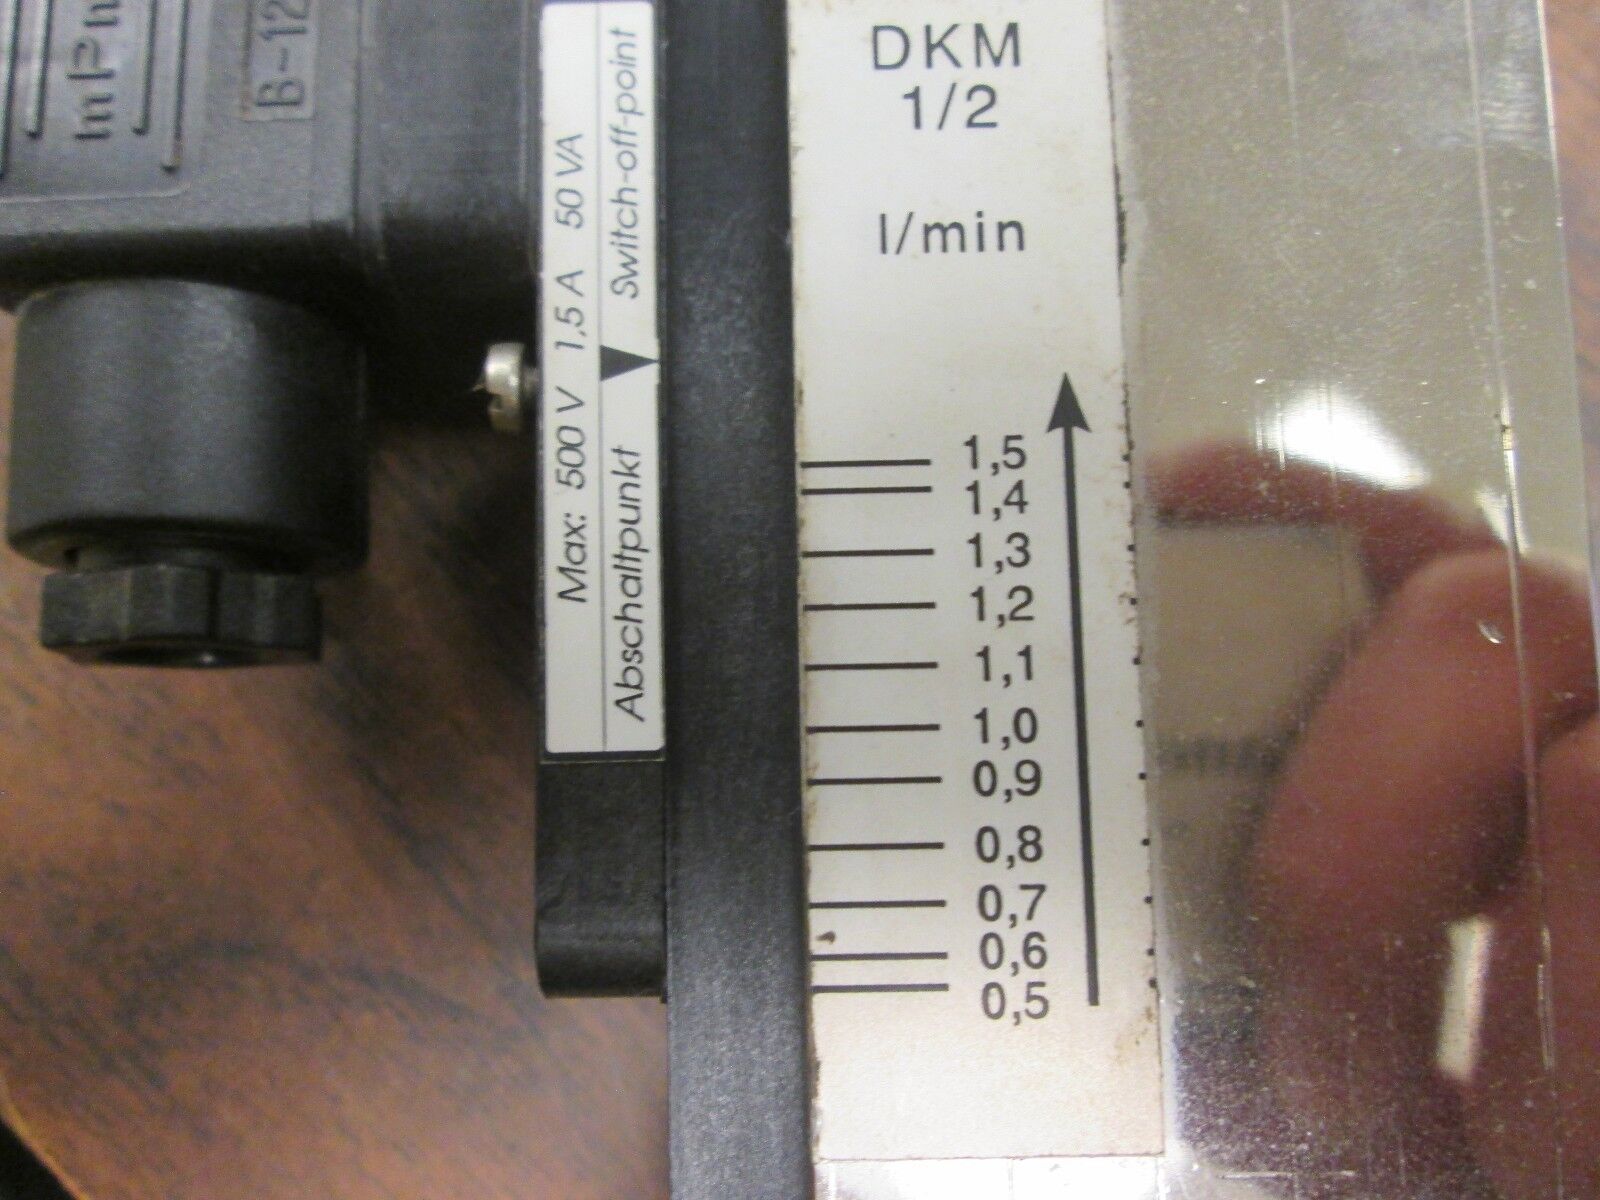 B-12
Max: 500 V 1,5 A 50 VA
Abschaltpunkt Switch-off-point
DKM
1/2
l/min
1,5
1,4
1,3
1,2
1,1
1,0
0,9
0,8
0,7
0,6
0,5